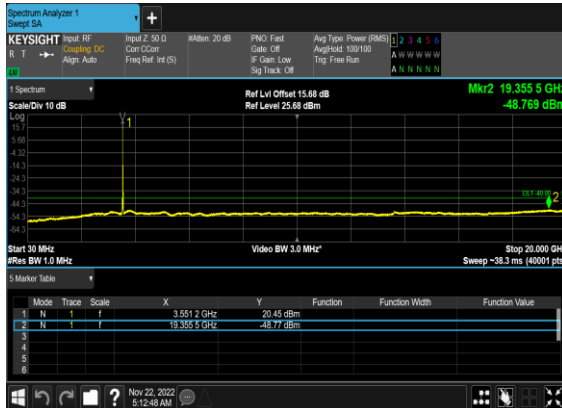 Spectrum Analyzer 1
Swept SA
+
KEYSIGHT Input: RF Input Z: 50 Ω #Atten: 20 dB PNO: Fast Avg Type: Power (RMS) 1 2 3 4 5 6
R T Coupling: DC Corr CCorr Gate: Off Avg|Hold: 100/100 A W W W W W
Align: Auto Freq Ref: Int (S) IF Gain: Low Trig: Free Run
LXI Sig Track: Off A N N N N N
1 Spectrum Ref Lvl Offset 15.68 dB Mkr2 19.355 5 GHz
Scale/Div 10 dB Ref Level 25.68 dBm -48.769 dBm
Log
15.7
1
5.68
-4.32
-14.3
-24.3
-34.3
2
-44.3
-54.3
-64.3
Start 30 MHz Video BW 3.0 MHz* Stop 20.000 GHz
#Res BW 1.0 MHz Sweep ~38.3 ms (40001 pts)
5 Marker Table
Mode Trace Scale X Y Function Function Width Function Value
1 N 1 f 3.551 2 GHz 20.45 dBm
2 N 1 f 19.355 5 GHz -48.77 dBm
3
4
5
6
? Nov 22, 2022
5:12:48 AM